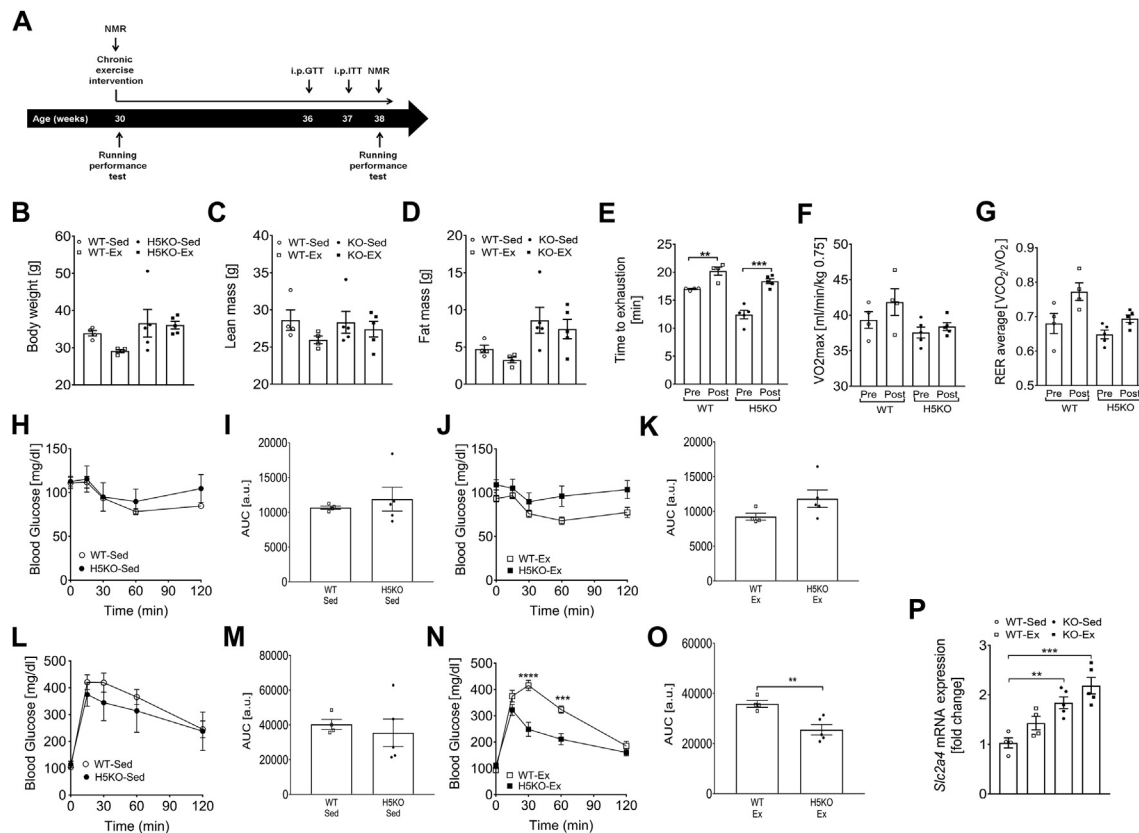 A
NMR
Chronic
exercise
intervention
i.p.GTT
i.p.ITT
NMR
Age (weeks)
30
36
37
38
Running
performance
test
Running
performance
test
B
WT-Sed
H5KO-Sed
WT-Ex
H5KO-Ex
Body weight [g]
60
50
40
30
20
C
WT-Sed
KO-Sed
WT-Ex
KO-EX
Lean mass [g]
40
35
30
25
20
D
WT-Sed
KO-Sed
WT-Ex
KO-EX
Fat mass [g]
20
15
10
5
0
E
Time to exhaustion
[min]
25
20
15
10
5
0
**
***
Pre Post Pre Post
WT H5KO
F
VO2max [ml/min/kg 0.75]
50
45
40
35
30
Pre Post Pre Post
WT H5KO
G
RER average [ VCO2/VO2]
0.9
0.8
0.7
0.6
0.5
Pre Post Pre Post
WT H5KO
H
Blood Glucose [mg/dl]
150
100
50
0
WT-Sed
H5KO-Sed
0 30 60 90 120
Time (min)
I
AUC [a.u.]
20000
15000
10000
5000
0
WT
Sed
H5KO
Sed
J
Blood Glucose [mg/dl]
150
100
50
0
WT-Ex
H5KO-Ex
0 30 60 90 120
Time (min)
K
AUC [a.u.]
20000
15000
10000
5000
0
WT
Ex
H5KO
Ex
L
Blood Glucose [mg/dl]
500
400
300
200
100
0
WT-Sed
H5KO-Sed
0 30 60 90 120
Time (min)
M
AUC [a.u.]
80000
60000
40000
20000
0
WT
Sed
H5KO
Sed
N
Blood Glucose [mg/dl]
500
400
300
200
100
0
****
***
WT-Ex
H5KO-Ex
0 30 60 90 120
Time (min)
O
AUC [a.u.]
60000
40000
20000
0
**
WT
Ex
H5KO
Ex
P
WT-Sed
KO-Sed
WT-Ex
KO-Ex
Slc2a4 mRNA expression
[fold change]
3
2
1
0
***
**